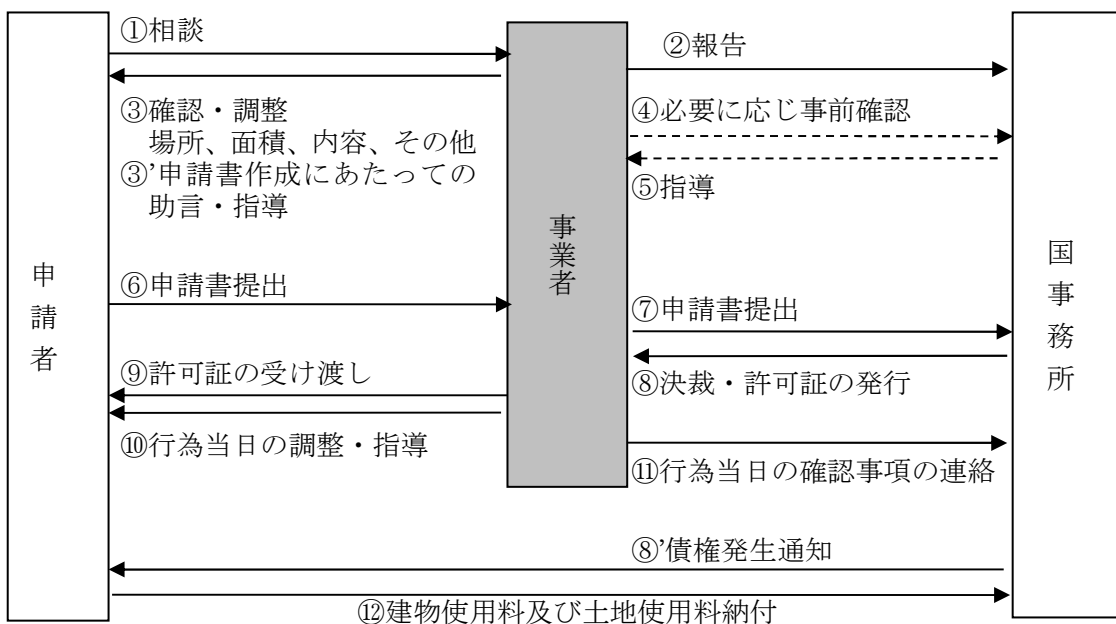 ①相談
②報告
③確認・調整
場所、面積、内容、その他
③’申請書作成にあたっての
助言・指導
④必要に応じ事前確認
⑤指導
申請者
事業者
国事務所
⑥申請書提出
⑦申請書提出
⑧決裁・許可証の発行
⑨許可証の受け渡し
⑩行為当日の調整・指導
⑪行為当日の確認事項の連絡
⑧’債権発生通知
⑫建物使用料及び土地使用料納付